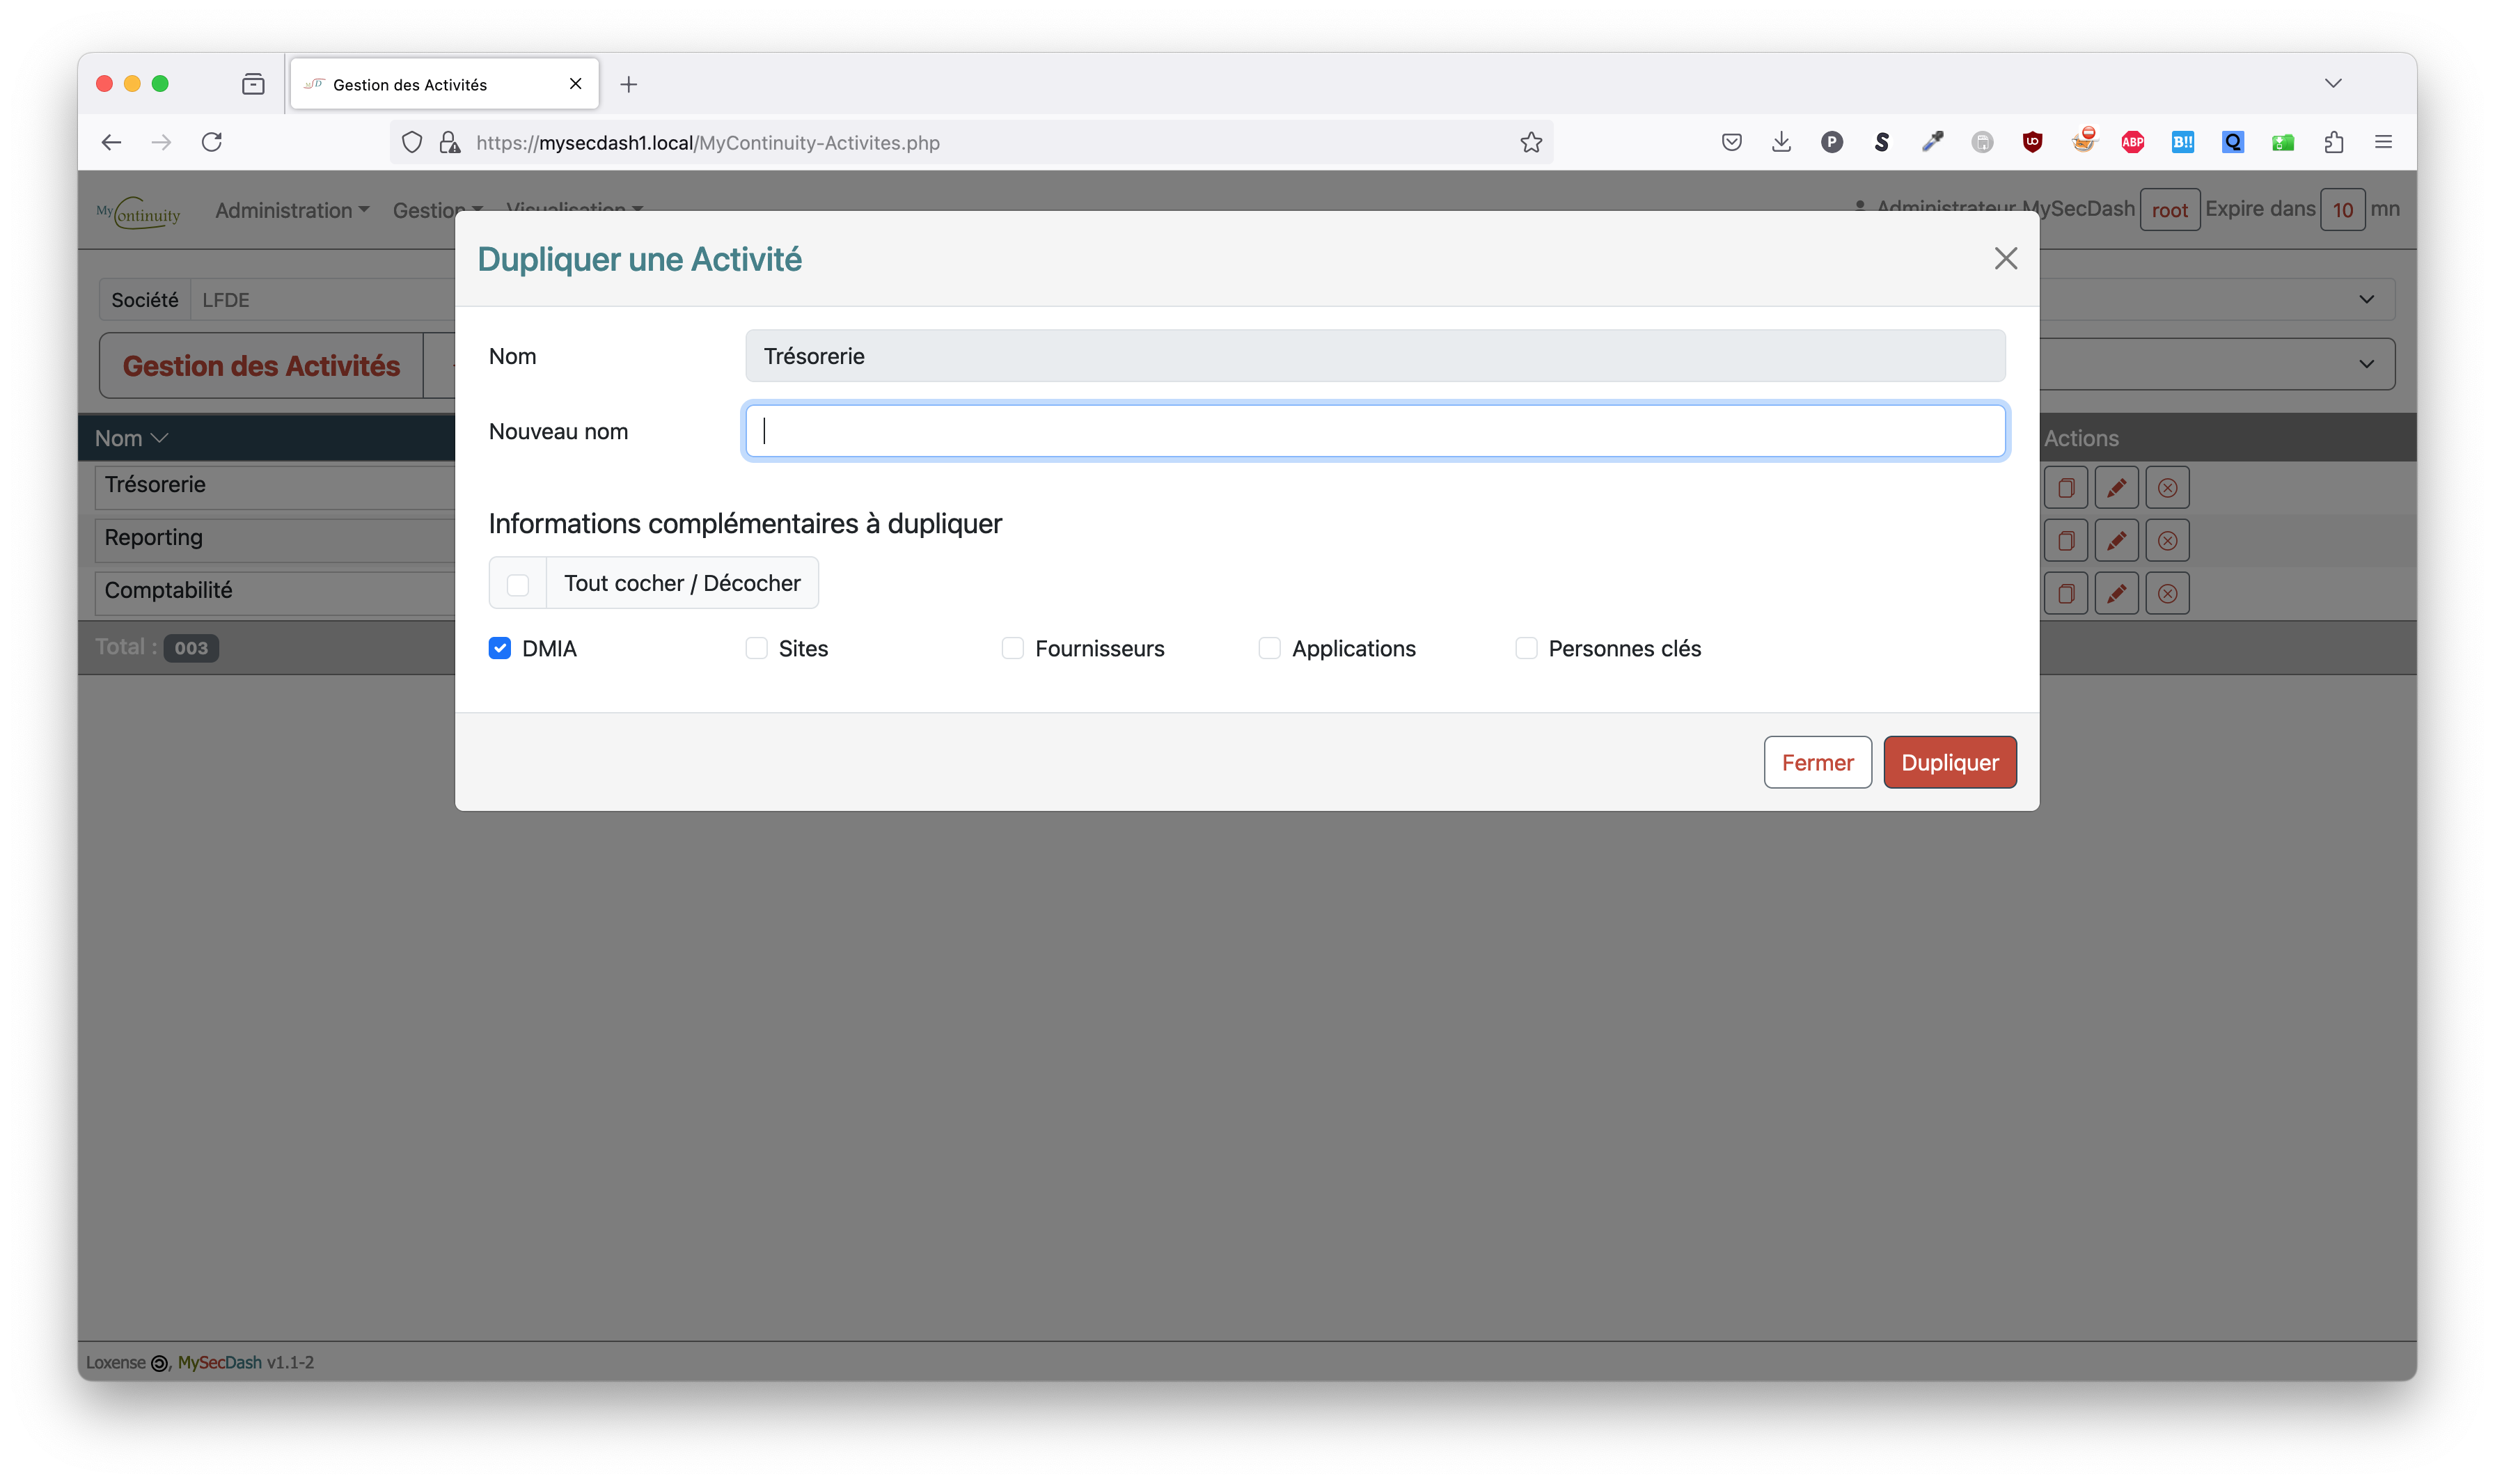 Gestion des Activités
https://mysecdash1.local/MyContinuity-Activites.php
P S UO ABP B!! Q
MyContinuity Administration Gestion Visualisation Administrateur MySecDash root Expire dans 10 mn
Dupliquer une Activité
Société LFDE
Nom Trésorerie
Gestion des Activités
Nouveau nom
Nom Actions
Trésorerie
Informations complémentaires à dupliquer
Reporting
Tout cocher / Décocher
Comptabilité
Total : 003
DMIA Sites Fournisseurs Applications Personnes clés
Fermer Dupliquer
Loxense , MySecDash v1.1-2